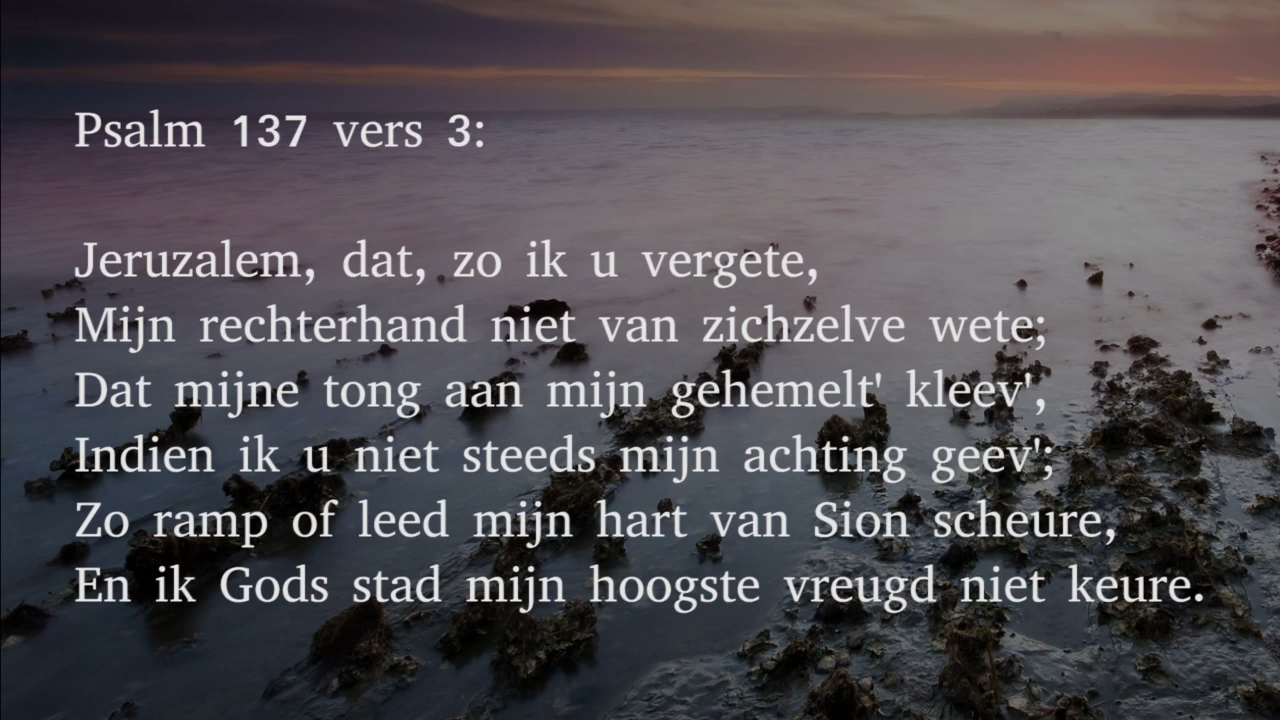 Psalm 137 vers 3:
Jeruzalem, dat, zo ik u vergete,
Mijn rechterhand niet van zichzelve wete;
Dat mijne tong aan mijn gehemelt' kleev',
Indien ik u niet steeds mijn achting geev';
Zo ramp of leed mijn hart van Sion scheure,
En ik Gods stad mijn hoogste vreugd niet keure.